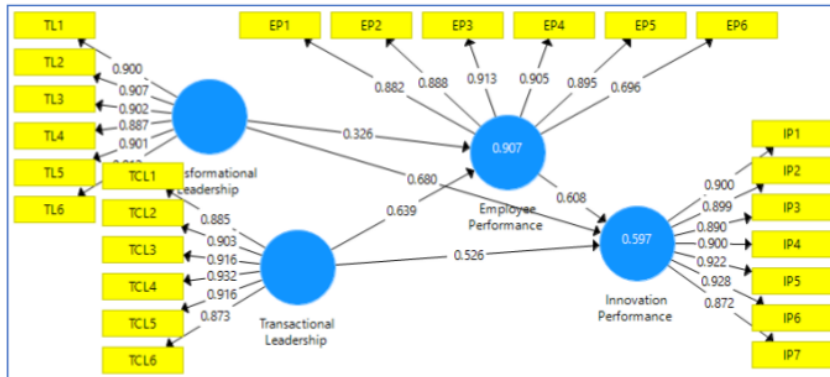 TL1
TL2
TL3
TL4
TL5
TL6
0.900
0.907
0.902
0.887
0.901
EP1
EP2
EP3
EP4
EP5
EP6
0.882
0.888
0.913
0.905
0.895
0.696
0.326
0.907
0.680
0.639
0.608
0.526
Leadership
Employee
Performance
TCL1
TCL2
TCL3
TCL4
TCL5
TCL6
0.885
0.903
0.916
0.932
0.916
0.873
Transactional
Leadership
0.597
Innovation
Performance
0.900
0.899
0.890
0.900
0.922
0.928
0.872
IP1
IP2
IP3
IP4
IP5
IP6
IP7